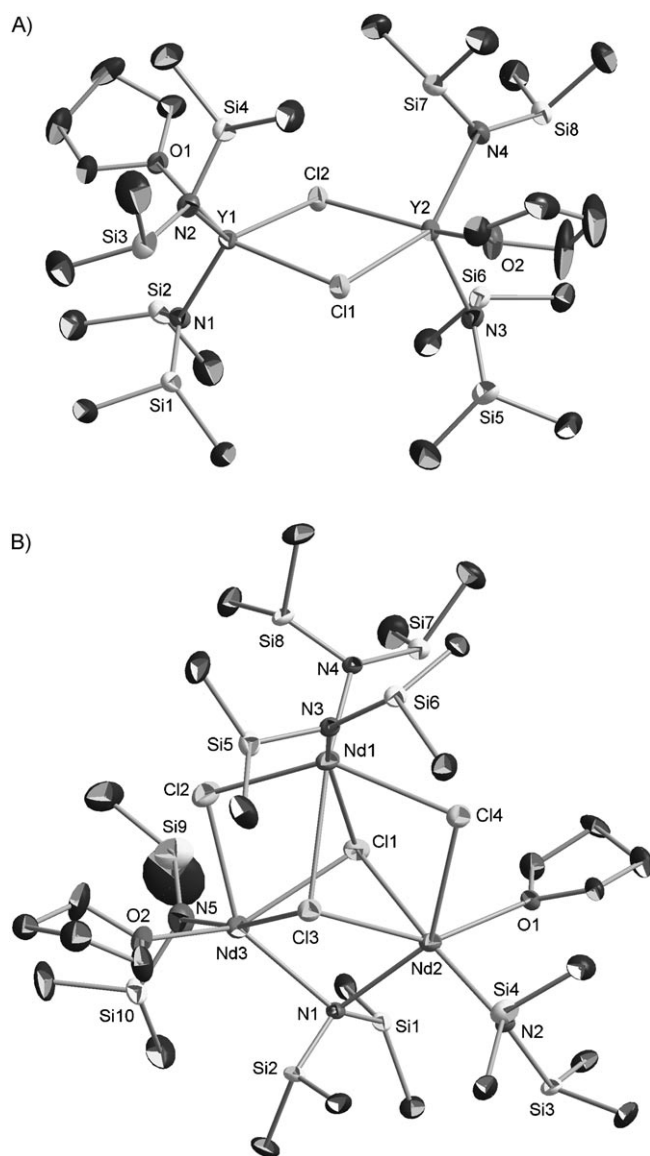 A)
Si7
Si4
Si8
O1
N4
Cl2
Y1
Y2
N2
Si3
O2
Si6
Si2
Cl1
N1
N3
Si1
Si5
B)
Si7
Si8
N4
N3
Si6
Si5
Nd1
Cl2
Cl4
Si9
Cl1
N5
O2
Cl3
O1
Nd3
Nd2
Si4
Si10
N1
Si1
N2
Si2
Si3